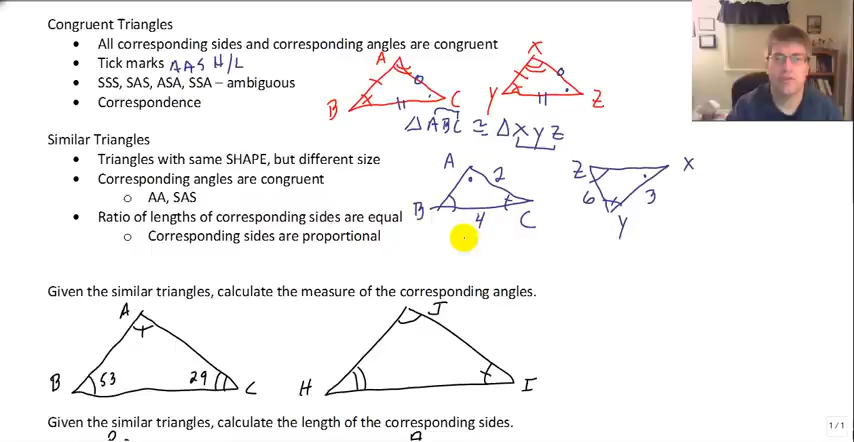 Congruent Triangles
• All corresponding sides and corresponding angles are congruent
• Tick marks AAS H/L
• SSS, SAS, ASA, SSA – ambiguous
• Correspondence
A
B
C
X
Y
Z
△ABC ≅ △XYZ
Similar Triangles
• Triangles with same SHAPE, but different size
• Corresponding angles are congruent
o AA, SAS
• Ratio of lengths of corresponding sides are equal
o Corresponding sides are proportional
A
2
B
4
C
Z
X
6
3
Y
Given the similar triangles, calculate the measure of the corresponding angles.
A
B
53
29
C
J
H
I
Given the similar triangles, calculate the length of the corresponding sides.
1 / 1